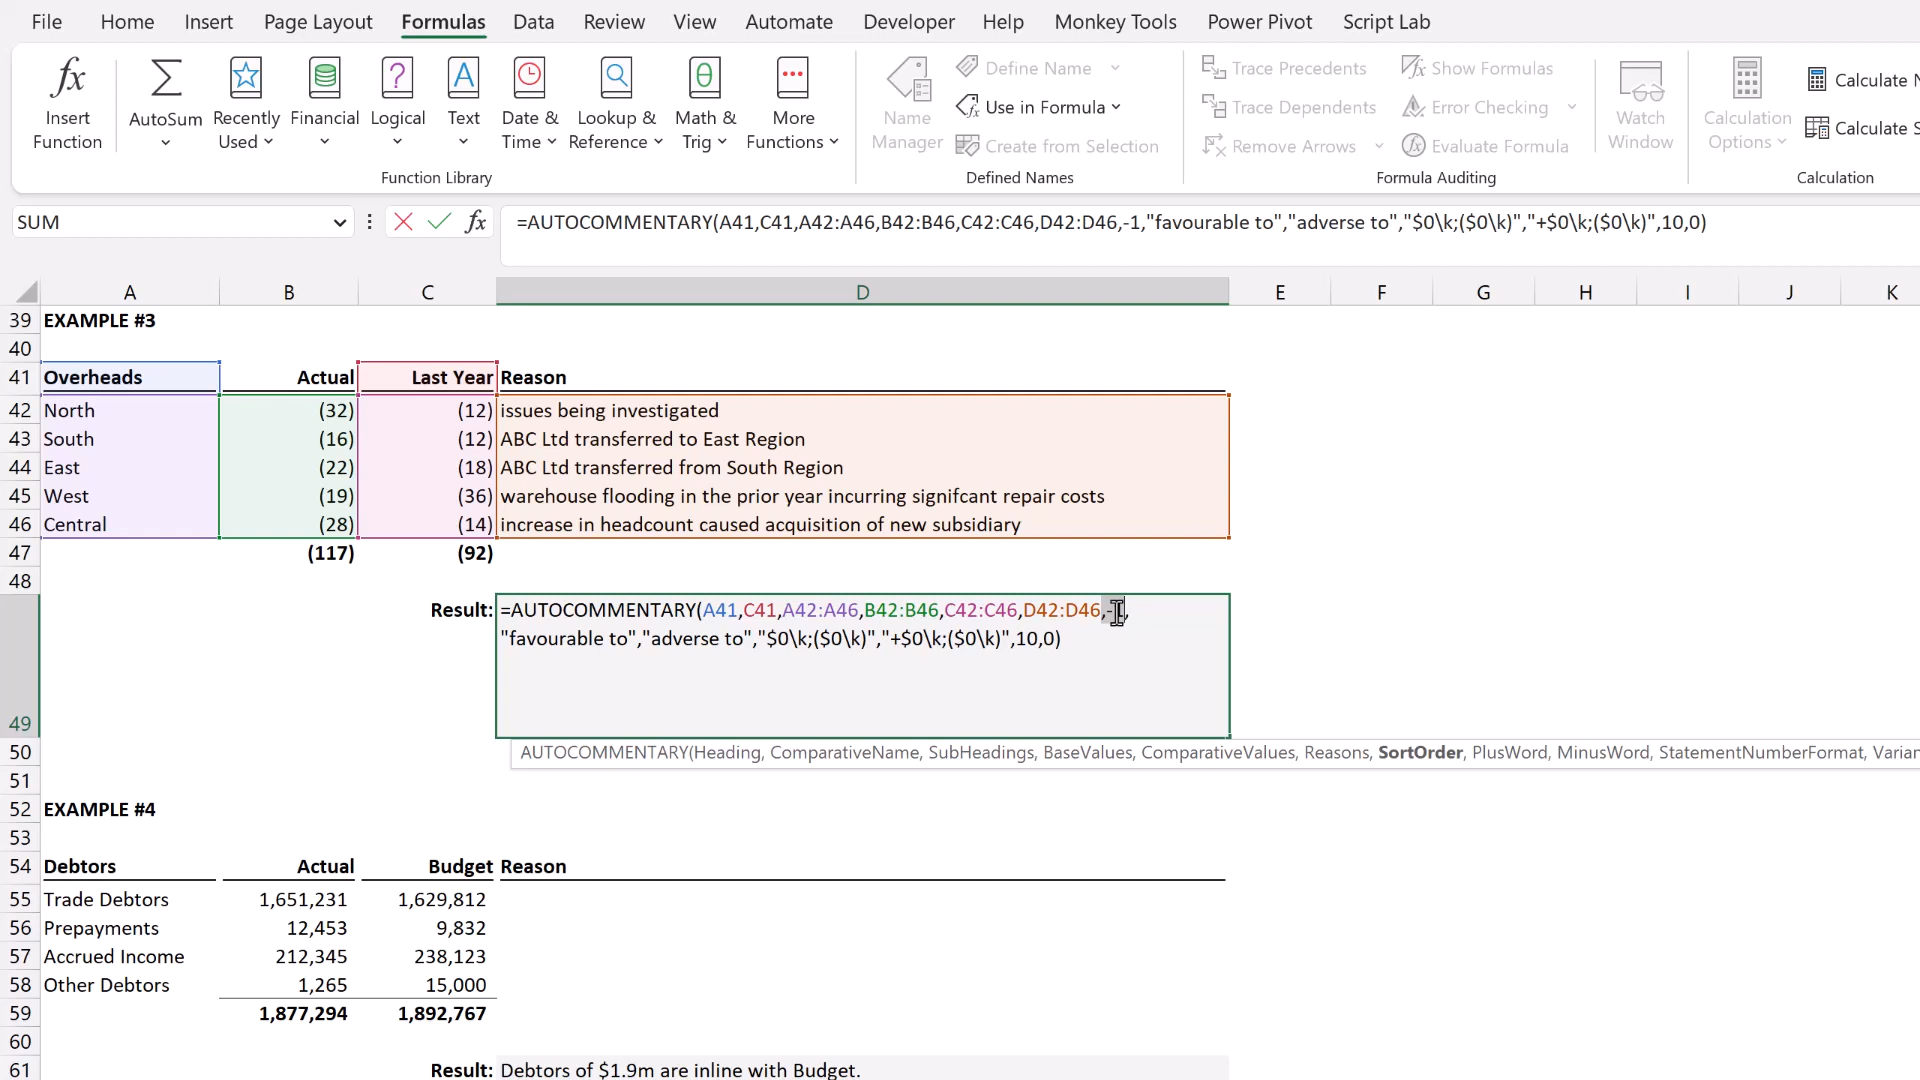 File Home Insert Page Layout Formulas Data Review View Automate Developer Help Monkey Tools Power Pivot Script Lab
Insert Function
AutoSum
Recently Used
Financial
Logical
Text
Date & Time
Lookup & Reference
Math & Trig
More Functions
Function Library
Name Manager
Define Name
Use in Formula
Create from Selection
Defined Names
Trace Precedents
Trace Dependents
Remove Arrows
Show Formulas
Error Checking
Evaluate Formula
Formula Auditing
Watch Window
Calculation Options
Calculate N
Calculate S
Calculation
SUM fx =AUTOCOMMENTARY(A41,C41,A42:A46,B42:B46,C42:C46,D42:D46,-1,"favourable to","adverse to","$0\k;($0\k)","+$0\k;($0\k)",10,0)
A B C D E F G H I J K
39 EXAMPLE #3
40
41 Overheads Actual Last Year Reason
42 North (32) (12) issues being investigated
43 South (16) (12) ABC Ltd transferred to East Region
44 East (22) (18) ABC Ltd transferred from South Region
45 West (19) (36) warehouse flooding in the prior year incurring signifcant repair costs
46 Central (28) (14) increase in headcount caused acquisition of new subsidiary
47 (117) (92)
48
Result: =AUTOCOMMENTARY(A41,C41,A42:A46,B42:B46,C42:C46,D42:D46,-1,
"favourable to","adverse to","$0\k;($0\k)","+$0\k;($0\k)",10,0)
49
50 AUTOCOMMENTARY(Heading, ComparativeName, SubHeadings, BaseValues, ComparativeValues, Reasons, SortOrder, PlusWord, MinusWord, StatementNumberFormat, Varian
51
52 EXAMPLE #4
53
54 Debtors Actual Budget Reason
55 Trade Debtors 1,651,231 1,629,812
56 Prepayments 12,453 9,832
57 Accrued Income 212,345 238,123
58 Other Debtors 1,265 15,000
59 1,877,294 1,892,767
60
61 Result: Debtors of $1.9m are inline with Budget.